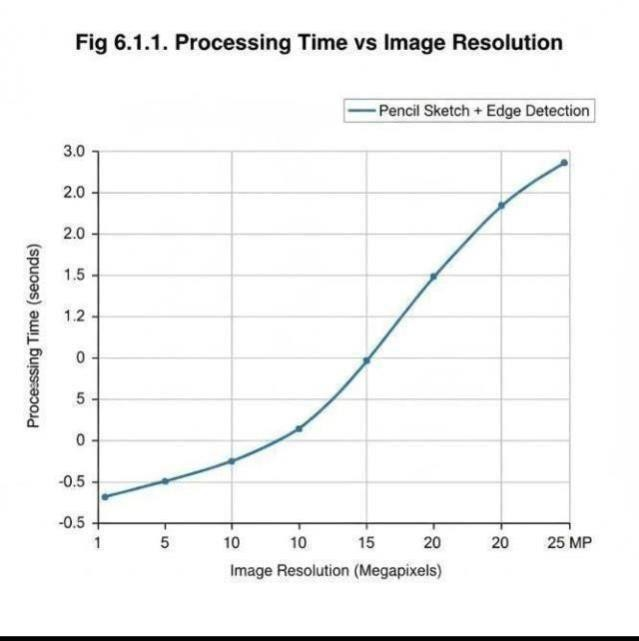 Fig 6.1.1. Processing Time vs Image Resolution
Pencil Sketch + Edge Detection
3.0
2.0
2.0
1.5
1.2
0
5
0
-0.5
-0.5
Processing Time (seonds)
1 5 10 10 15 20 20 25 MP
Image Resolution (Megapixels)